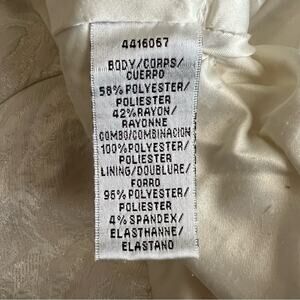 4416067
BODY/CORPS/
CUERPO
58% POLYESTER/
POLIESTER
42% RAYON/
RAYONNE
COMBO/COMBINACION
100% POLYESTER/
POLIESTER
LINING/DOUBLURE/
FORRO
96% POLYESTER/
POLIESTER
4% SPANDEX/
ELASTHANNE/
ELASTANO